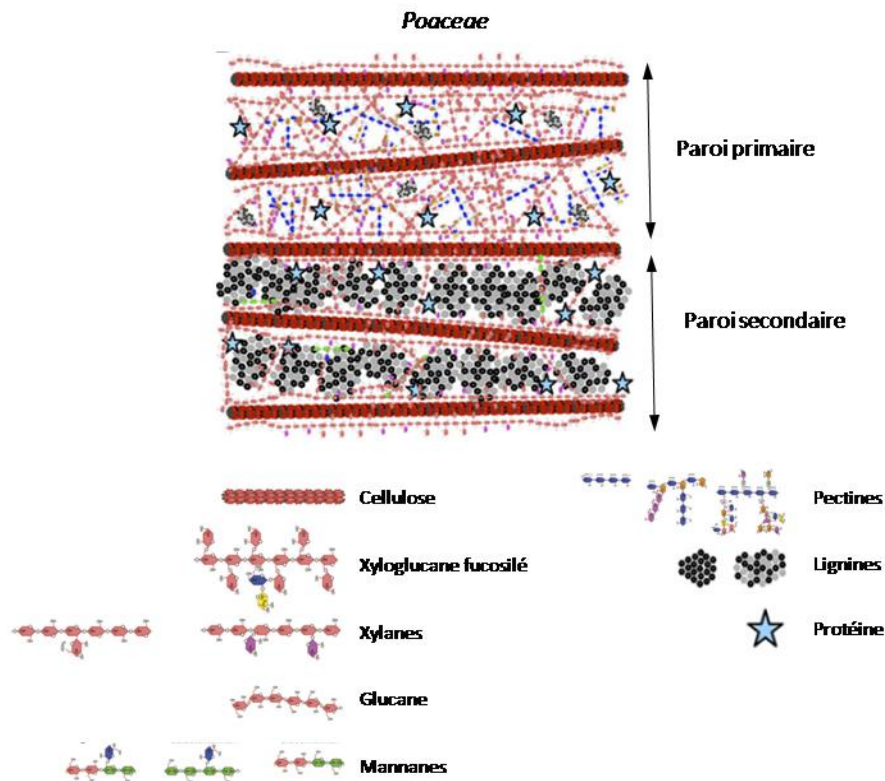 Poaceae
Paroi primaire
Paroi secondaire
Cellulose
Pectines
Xyloglucane fucosilé
Lignines
Xylanes
Protéine
Glucane
Mannanes